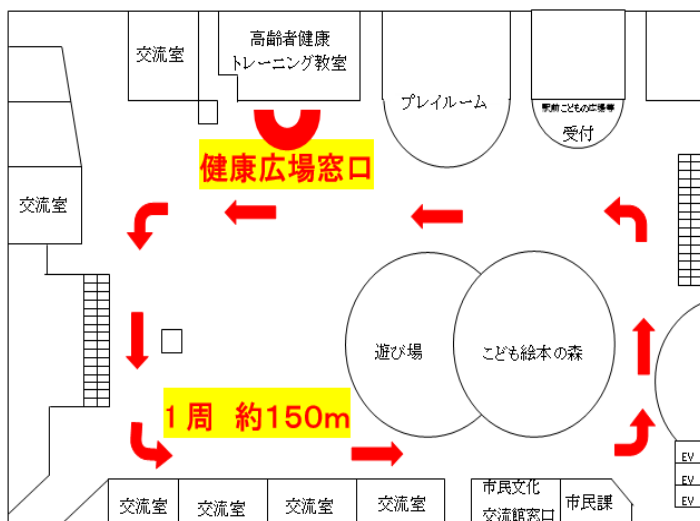 交流室
高齢者健康
トレーニング教室
プレイルーム
駅前こどもの広場等
受付
健康広場窓口
交流室
遊び場
こども絵本の森
1周 約150m
交流室
交流室
交流室
交流室
市民文化
交流館窓口
市民課
EV
EV
EV